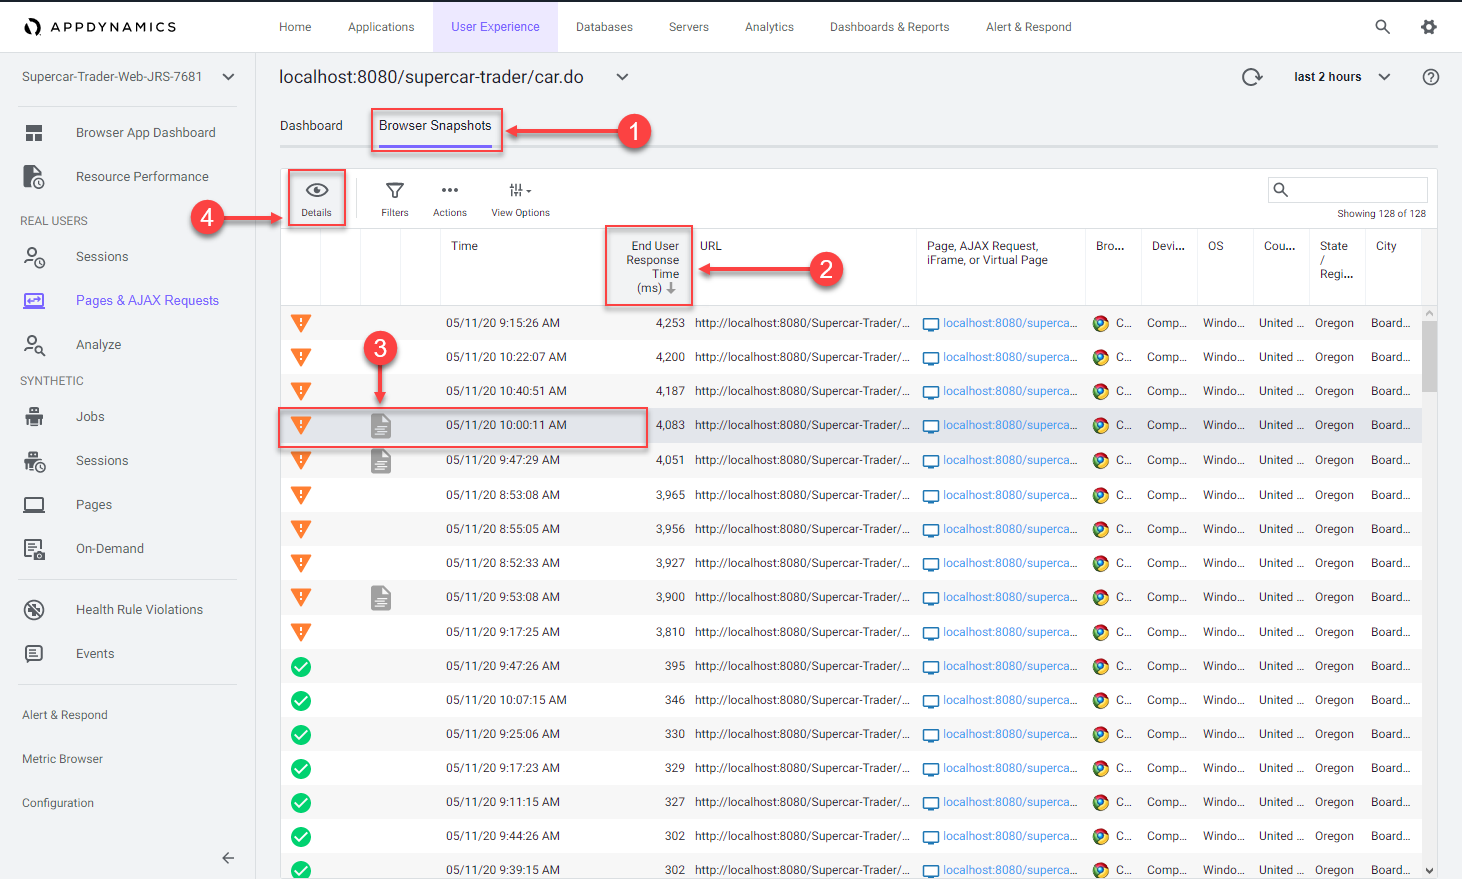 APPDYNAMICS
Home Applications User Experience Databases Servers Analytics Dashboards & Reports Alert & Respond
Supercar-Trader-Web-JRS-7681
localhost:8080/supercar-trader/car.do
last 2 hours
Dashboard
Browser Snapshots
1
Browser App Dashboard
Resource Performance
REAL USERS
Sessions
Pages & AJAX Requests
Analyze
SYNTHETIC
Jobs
Sessions
Pages
On-Demand
Health Rule Violations
Events
Alert & Respond
Metric Browser
Configuration
4
Details Filters Actions View Options
Showing 128 of 128
Time
End User
Response
Time
(ms)
URL
Page, AJAX Request,
iFrame, or Virtual Page
Bro...
Devi...
OS
Cou...
State
/
Regi...
City
2
3
05/11/20 9:15:26 AM 4,253 http://localhost:8080/Supercar-Trader/... localhost:8080/superca... C... Comp... Windo... United ... Oregon Board...
05/11/20 10:22:07 AM 4,200 http://localhost:8080/Supercar-Trader/... localhost:8080/superca... C... Comp... Windo... United ... Oregon Board...
05/11/20 10:40:51 AM 4,187 http://localhost:8080/Supercar-Trader/... localhost:8080/superca... C... Comp... Windo... United ... Oregon Board...
05/11/20 10:00:11 AM 4,083 http://localhost:8080/Supercar-Trader/... localhost:8080/superca... C... Comp... Windo... United ... Oregon Board...
05/11/20 9:47:29 AM 4,051 http://localhost:8080/Supercar-Trader/... localhost:8080/superca... C... Comp... Windo... United ... Oregon Board...
05/11/20 8:53:08 AM 3,965 http://localhost:8080/Supercar-Trader/... localhost:8080/superca... C... Comp... Windo... United ... Oregon Board...
05/11/20 8:55:05 AM 3,956 http://localhost:8080/Supercar-Trader/... localhost:8080/superca... C... Comp... Windo... United ... Oregon Board...
05/11/20 8:52:33 AM 3,927 http://localhost:8080/Supercar-Trader/... localhost:8080/superca... C... Comp... Windo... United ... Oregon Board...
05/11/20 9:53:08 AM 3,900 http://localhost:8080/Supercar-Trader/... localhost:8080/superca... C... Comp... Windo... United ... Oregon Board...
05/11/20 9:17:25 AM 3,810 http://localhost:8080/Supercar-Trader/... localhost:8080/superca... C... Comp... Windo... United ... Oregon Board...
05/11/20 9:47:26 AM 395 http://localhost:8080/Supercar-Trader/... localhost:8080/superca... C... Comp... Windo... United ... Oregon Board...
05/11/20 10:07:15 AM 346 http://localhost:8080/Supercar-Trader/... localhost:8080/superca... C... Comp... Windo... United ... Oregon Board...
05/11/20 9:25:06 AM 330 http://localhost:8080/Supercar-Trader/... localhost:8080/superca... C... Comp... Windo... United ... Oregon Board...
05/11/20 9:17:23 AM 329 http://localhost:8080/Supercar-Trader/... localhost:8080/superca... C... Comp... Windo... United ... Oregon Board...
05/11/20 9:11:15 AM 327 http://localhost:8080/Supercar-Trader/... localhost:8080/superca... C... Comp... Windo... United ... Oregon Board...
05/11/20 9:44:26 AM 302 http://localhost:8080/Supercar-Trader/... localhost:8080/superca... C... Comp... Windo... United ... Oregon Board...
05/11/20 9:39:15 AM 302 http://localhost:8080/Supercar-Trader/... localhost:8080/superca... C... Comp... Windo... United ... Oregon Board...